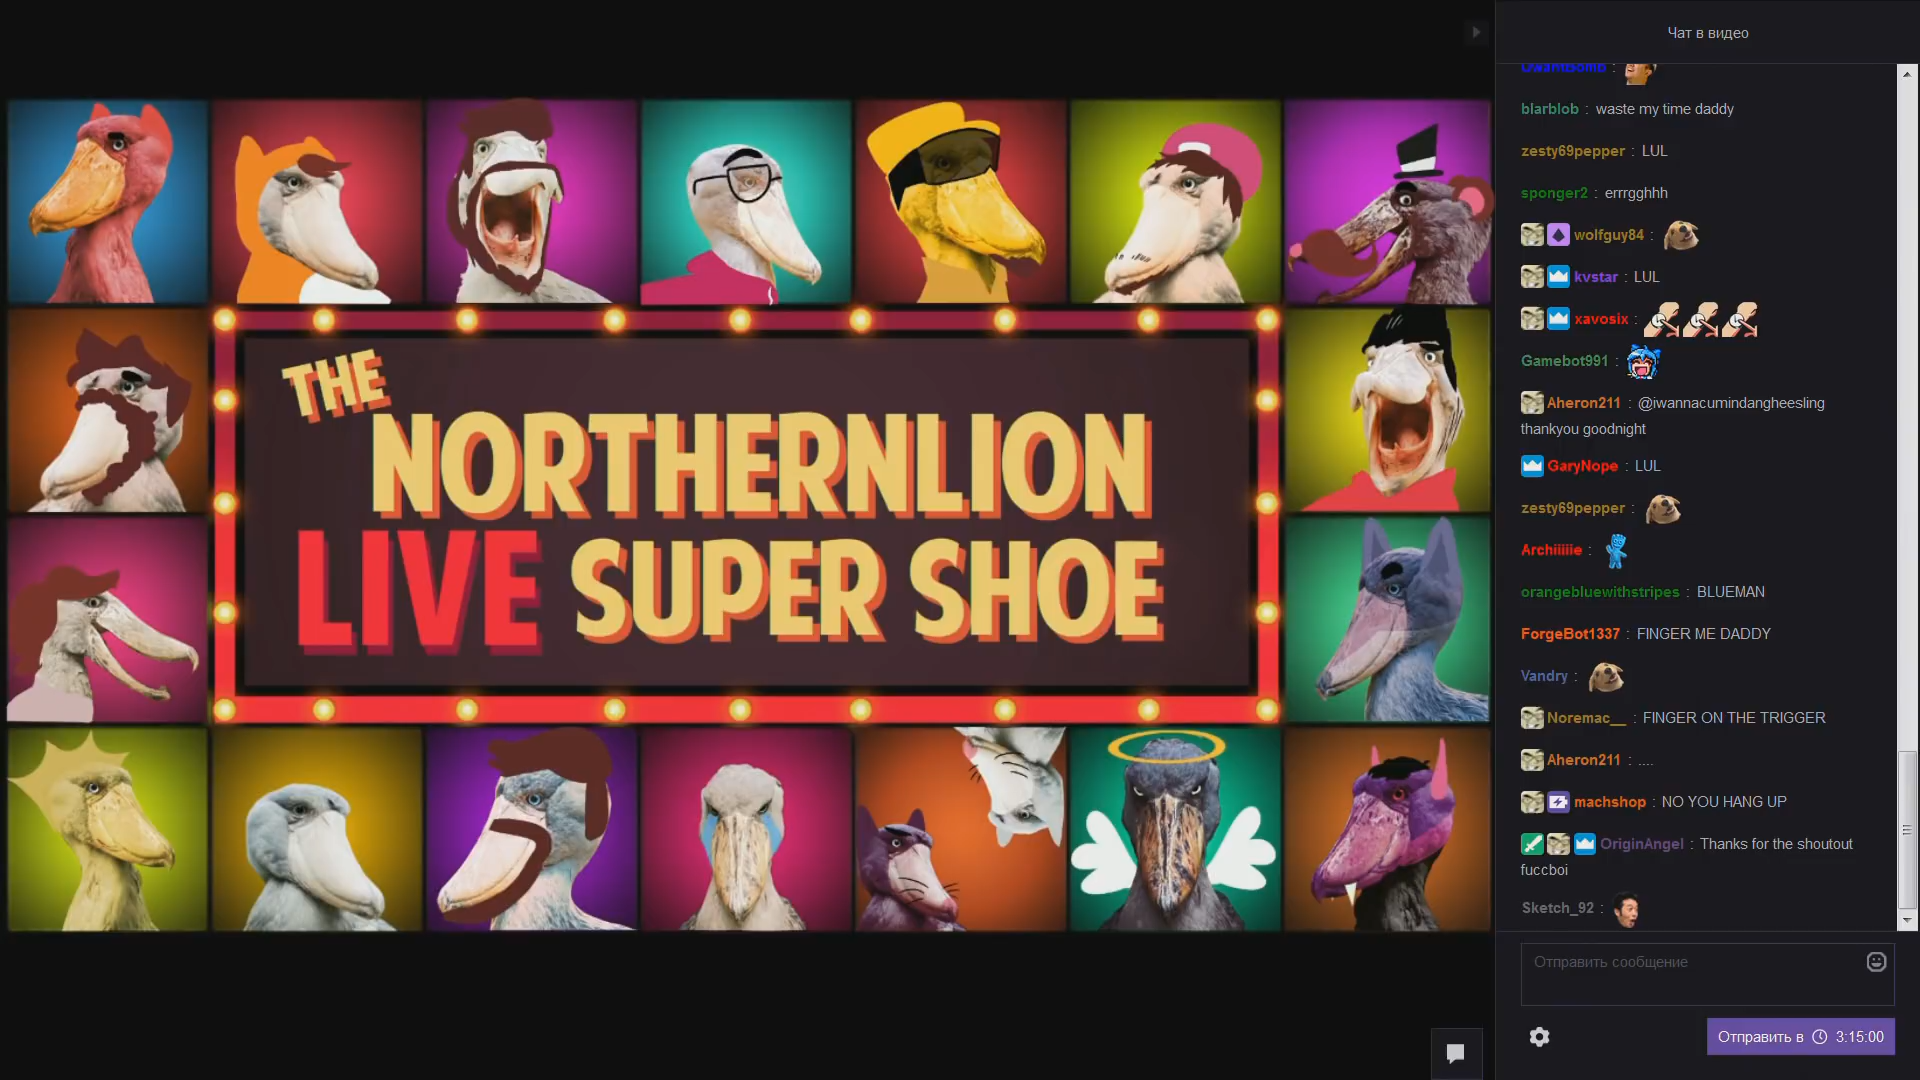 THE
NORTHERNLION
LIVE SUPER SHOE
Чат в видео
blarblob : waste my time daddy
zesty69pepper : LUL
sponger2 : errrgghhh
wolfguy84 :
kvstar : LUL
xavosix :
Gamebot991 :
Aheron211 : @iwannacumindangheesling
thankyou goodnight
GaryNope : LUL
zesty69pepper :
Archiiiiie :
orangebluewithstripes : BLUEMAN
ForgeBot1337 : FINGER ME DADDY
Vandry :
Noremac__ : FINGER ON THE TRIGGER
Aheron211 : ....
machshop : NO YOU HANG UP
OriginAngel : Thanks for the shoutout
fuccboi
Sketch_92 :
Отправить сообщение
Отправить в 3:15:00